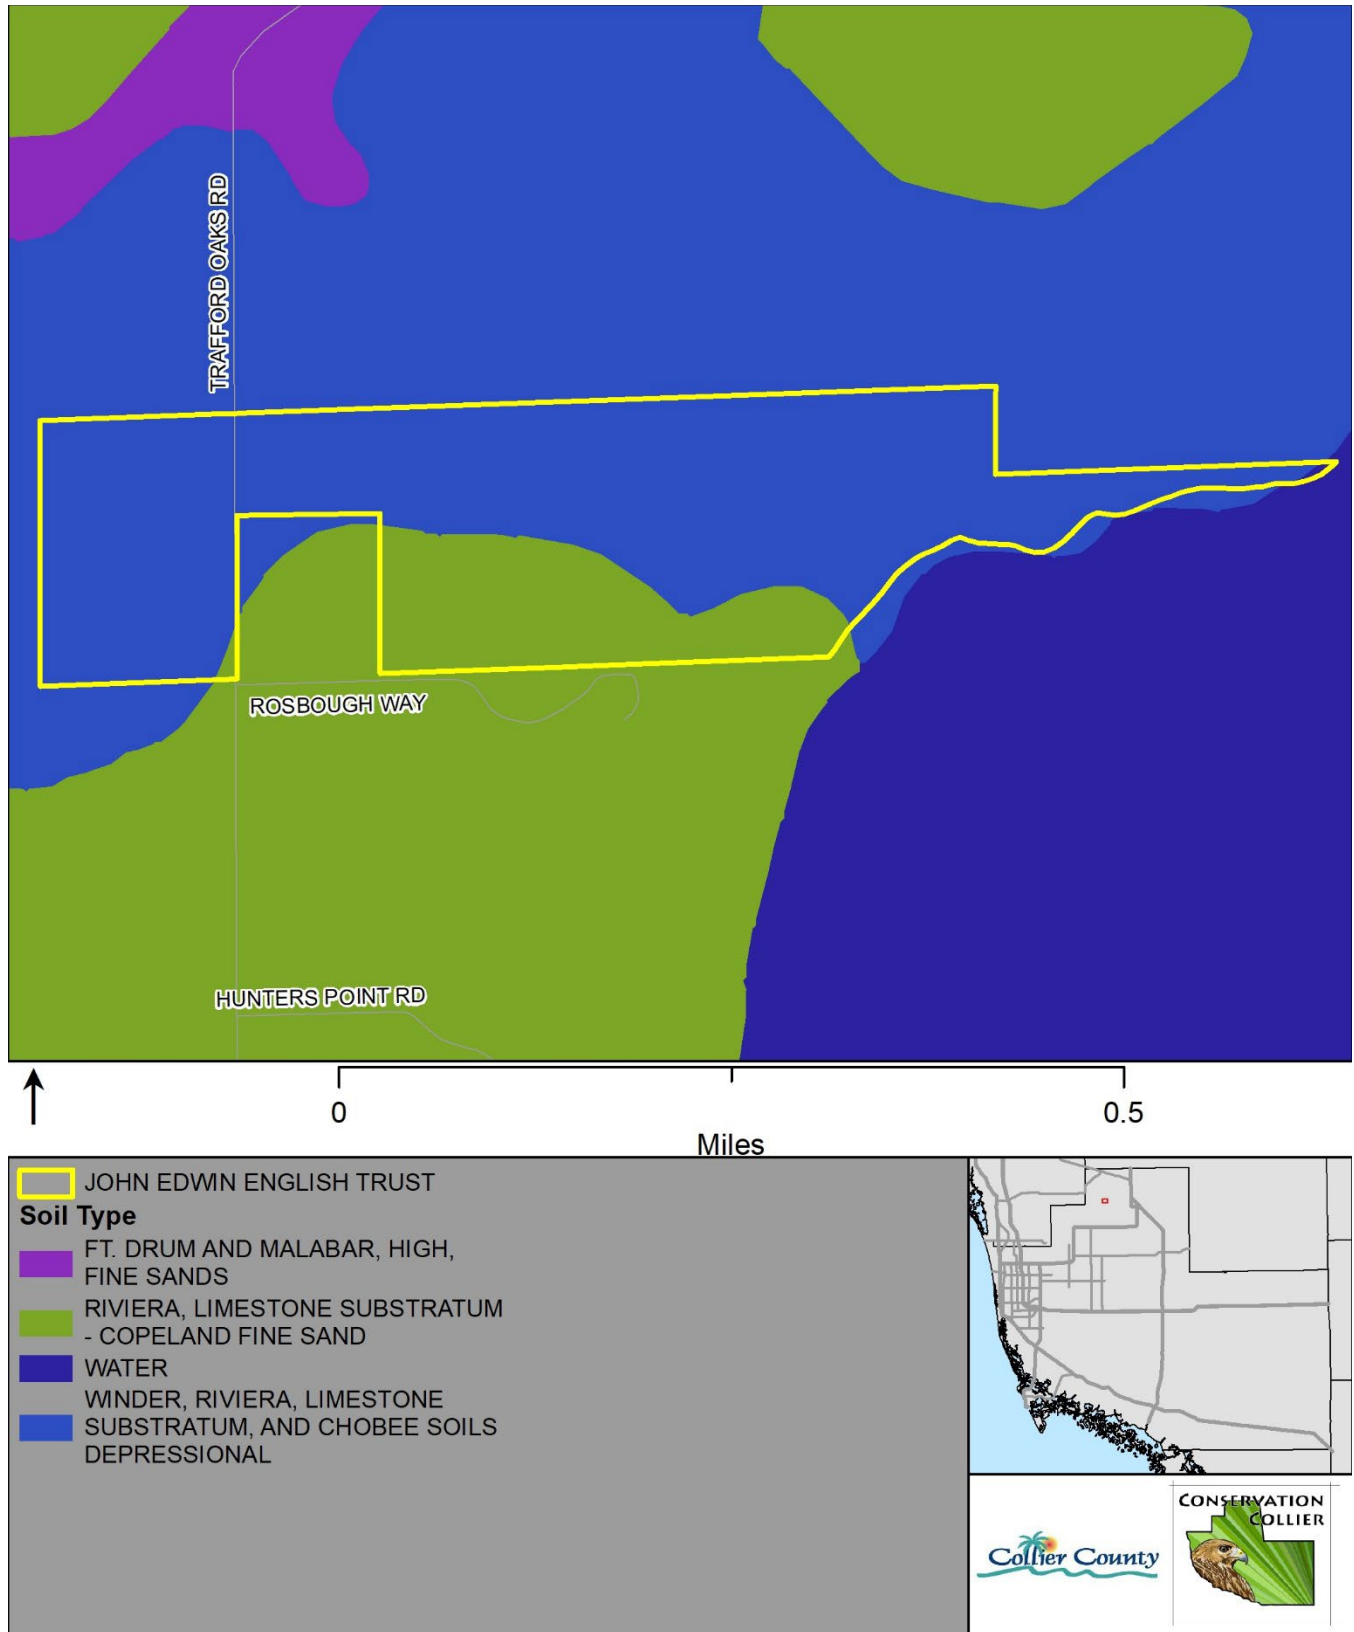 TRAFFORD OAKS RD
ROSBOUGH WAY
HUNTERS POINT RD
0
0.5
Miles
JOHN EDWIN ENGLISH TRUST
Soil Type
FT. DRUM AND MALABAR, HIGH,
FINE SANDS
RIVIERA, LIMESTONE SUBSTRATUM
- COPELAND FINE SAND
WATER
WINDER, RIVIERA, LIMESTONE
SUBSTRATUM, AND CHOBEE SOILS
DEPRESSIONAL
Collier County
CONSERVATION
COLLIER